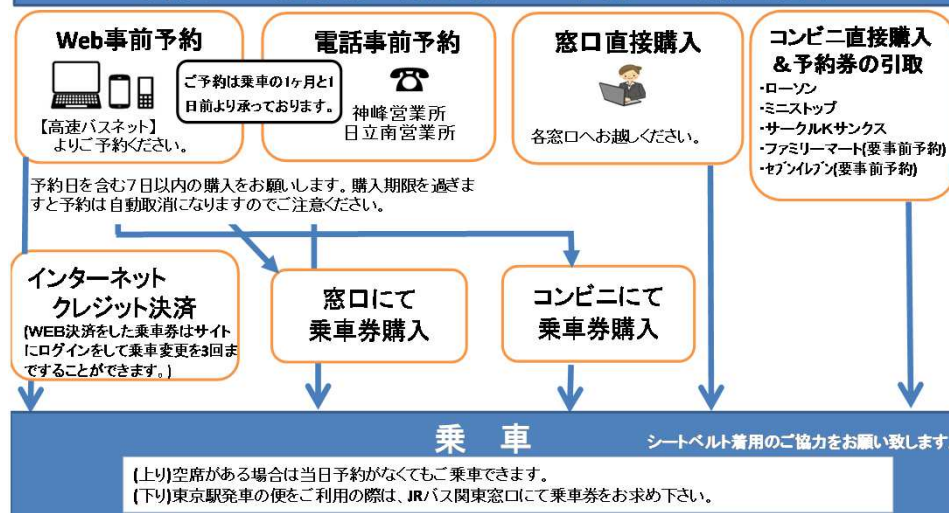 Web事前予約
【高速バスネット】
よりご予約ください。
ご予約は乗車の1ヶ月と1
日前より承っております。
電話事前予約
神峰営業所
日立南営業所
窓口直接購入
各窓口へお越しください。
コンビニ直接購入
&予約券の引取
・ローソン
・ミニストップ
・サークルKサンクス
・ファミリーマート(要事前予約)
・セブンイレブン(要事前予約)
予約日を含む7日以内の購入をお願いします。購入期限を過ぎま
すと予約は自動取消になりますのでご注意ください。
インターネット
クレジット決済
(WEB決済をした乗車券はサイト
にログインをして乗車変更を3回ま
ですることができます。)
窓口にて
乗車券購入
コンビニにて
乗車券購入
乗 車
シートベルト着用のご協力をお願い致します
(上り)空席がある場合は当日予約がなくてもご乗車できます。
(下り)東京駅発車の便をご利用の際は、JRバス関東窓口にて乗車券をお求め下さい。